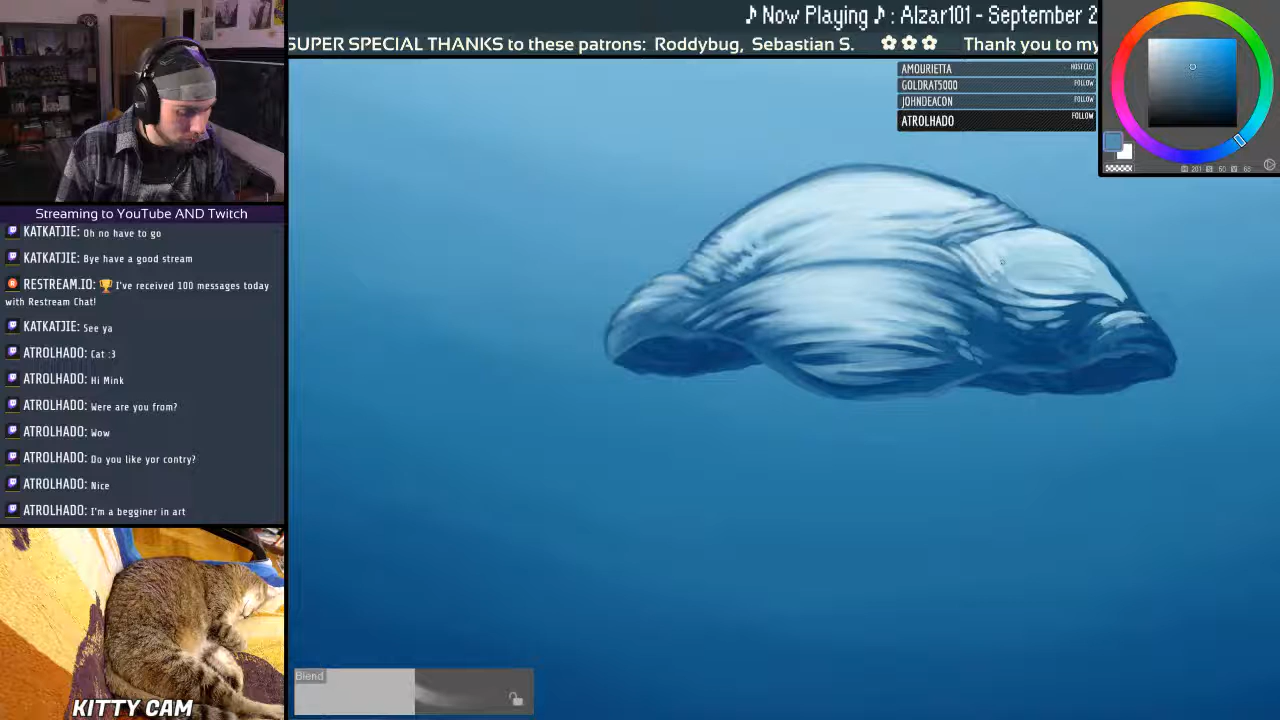 ♪ Now Playing ♪ : Alzar101 - September 2
SUPER SPECIAL THANKS to these patrons: Roddybug, Sebastian S. ✿ ✿ ✿ Thank you to my
AMOURIETTA
GOLDRAT5000 FOLLOW
JOHNDEACON FOLLOW
ATROLHADO FOLLOW
Streaming to YouTube AND Twitch
KATKATJIE: Oh no have to go
KATKATJIE: Bye have a good stream
RESTREAM.IO: 🏆 I've received 100 messages today
with Restream Chat!
KATKATJIE: See ya
ATROLHADO: Cat :3
ATROLHADO: Hi Mink
ATROLHADO: Were are you from?
ATROLHADO: Wow
ATROLHADO: Do you like yor contry?
ATROLHADO: Nice
ATROLHADO: I'm a begginer in art
KITTY CAM
Blend